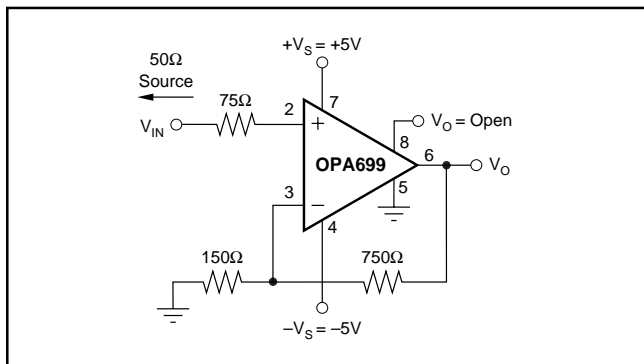 +V_S = +5V
50Ω
Source
75Ω
2
7
V_IN
+
8
V_O = Open
OPA699
6
V_O
3
−
5
4
150Ω
750Ω
−V_S = −5V